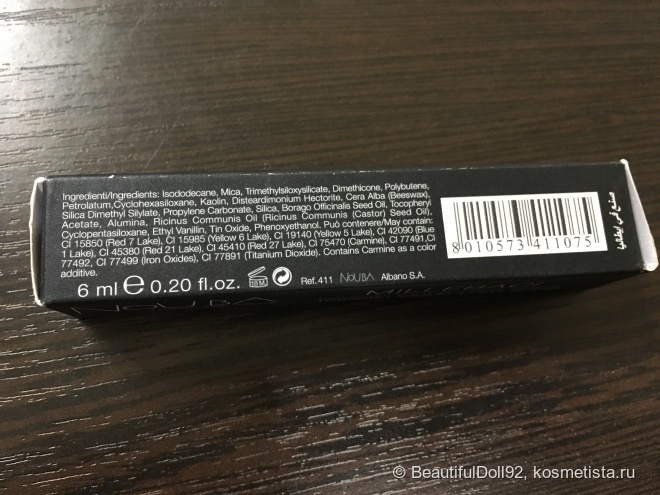 Ingredienti/Ingredients: Isododecane, Mica, Trimethylsiloxysilicate, Dimethicone, Polybutene,
Petrolatum,Cyclohexasiloxane, Kaolin, Disteardimonium Hectorite, Cera Alba (Beeswax),
Silica Dimethyl Silylate, Propylene Carbonate, Silica, Borago Officinalis Seed Oil, Tocopheryl
Acetate, Alumina, Ricinus Communis Oil (Ricinus Communis (Castor) Seed Oil),
Cyclopentasiloxane, Ethyl Vanillin, Tin Oxide, Phenoxyethanol. Può contenere/May contain:
CI 15850 (Red 7 Lake), CI 15985 (Yellow 6 Lake), CI 19140 (Yellow 5 Lake), CI 42090 (Blue
1 Lake), CI 45380 (Red 21 Lake), CI 45410 (Red 27 Lake), CI 75470 (Carmine), CI 77491,CI
77492, CI 77499 (Iron Oxides), CI 77891 (Titanium Dioxide). Contains Carmine as a color
additive.
6 ml e 0.20 fl.oz. 18 M Ref.411 NOUBA Albano S.A.
8 010573 411075
صنع في إيطاليا
NOUBA
© BeautifulDoll92, kosmetista.ru